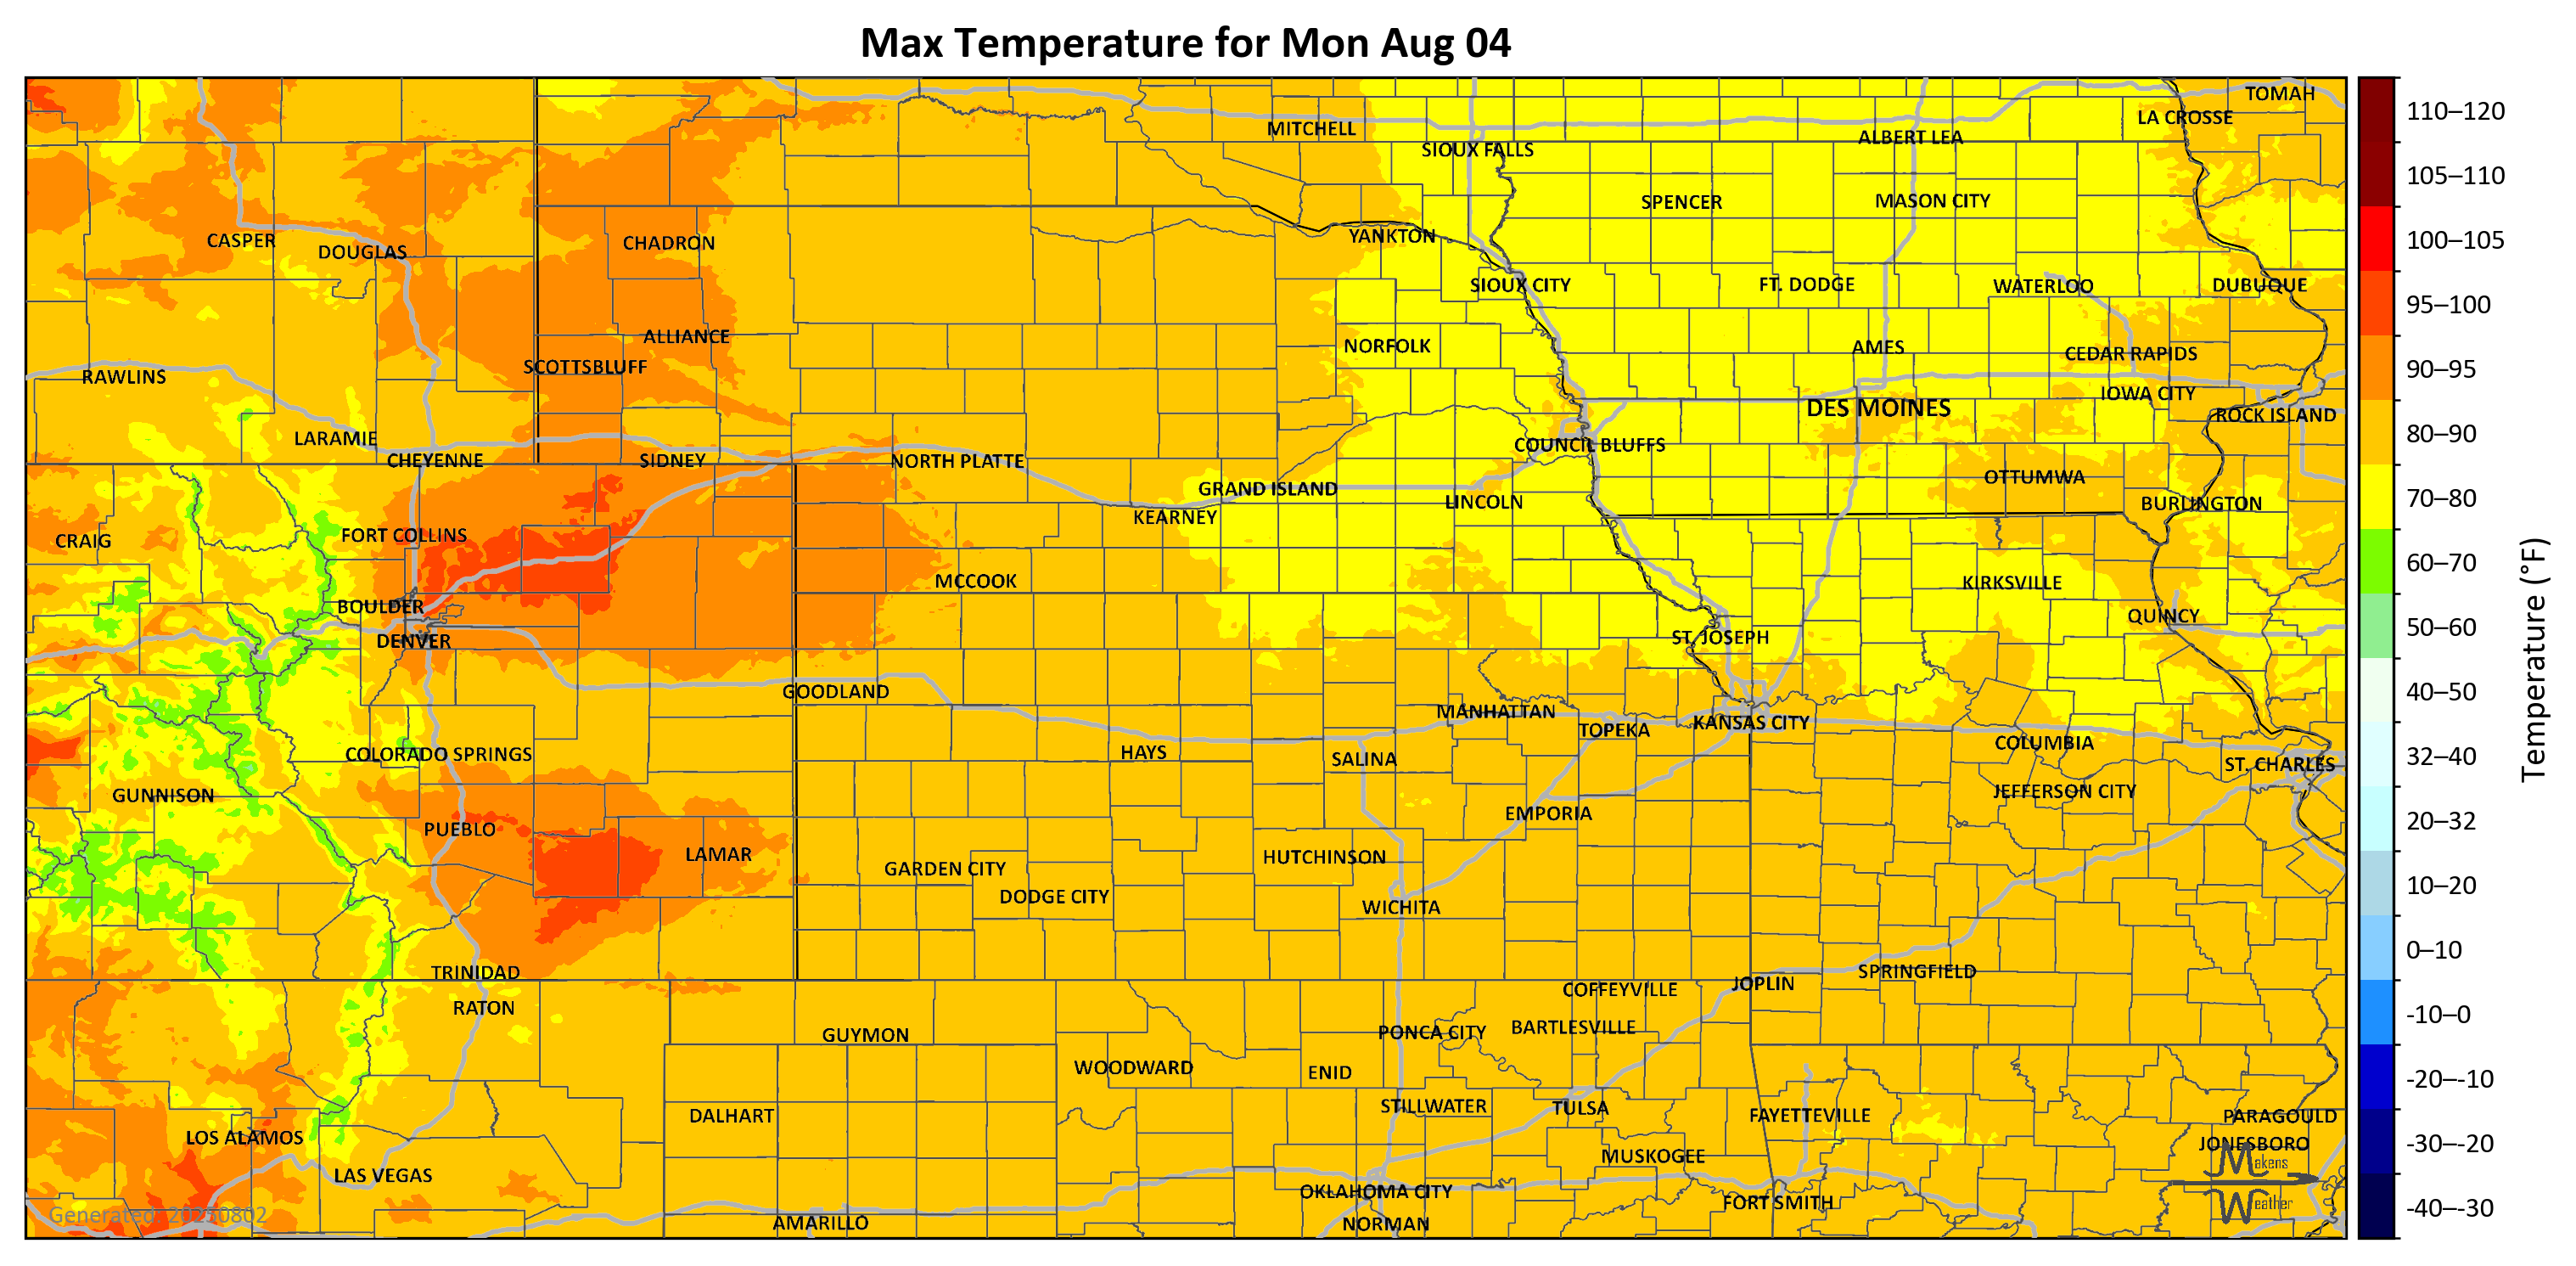 Max Temperature for Mon Aug 04
TOMAH
LA CROSSE
MITCHELL
ALBERT LEA
SIOUX FALLS
SPENCER
MASON CITY
CASPER
DOUGLAS
CHADRON
YANKTON
SIOUX CITY
FT. DODGE
WATERLOO
DUBUQUE
ALLIANCE
NORFOLK
AMES
CEDAR RAPIDS
SCOTTSBLUFF
RAWLINS
IOWA CITY
DES MOINES
ROCK ISLAND
LARAMIE
COUNCIL BLUFFS
CHEYENNE
SIDNEY
NORTH PLATTE
OTTUMWA
GRAND ISLAND
LINCOLN
BURLINGTON
KEARNEY
FORT COLLINS
CRAIG
MCCOOK
KIRKSVILLE
BOULDER
QUINCY
DENVER
ST. JOSEPH
GOODLAND
MANHATTAN
KANSAS CITY
TOPEKA
COLUMBIA
HAYS
COLORADO SPRINGS
SALINA
ST. CHARLES
GUNNISON
JEFFERSON CITY
EMPORIA
PUEBLO
LAMAR
HUTCHINSON
GARDEN CITY
DODGE CITY
WICHITA
TRINIDAD
SPRINGFIELD
JOPLIN
COFFEYVILLE
RATON
BARTLESVILLE
PONCA CITY
GUYMON
WOODWARD
ENID
STILLWATER
TULSA
DALHART
FAYETTEVILLE
PARAGOULD
LOS ALAMOS
JONESBORO
MUSKOGEE
LAS VEGAS
OKLAHOMA CITY
FORT SMITH
AMARILLO
NORMAN
Generated: 20250802
Makens
Weather
110–120
105–110
100–105
95–100
90–95
80–90
70–80
60–70
50–60
40–50
32–40
20–32
10–20
0–10
-10–0
-20–-10
-30–-20
-40–-30
Temperature (°F)